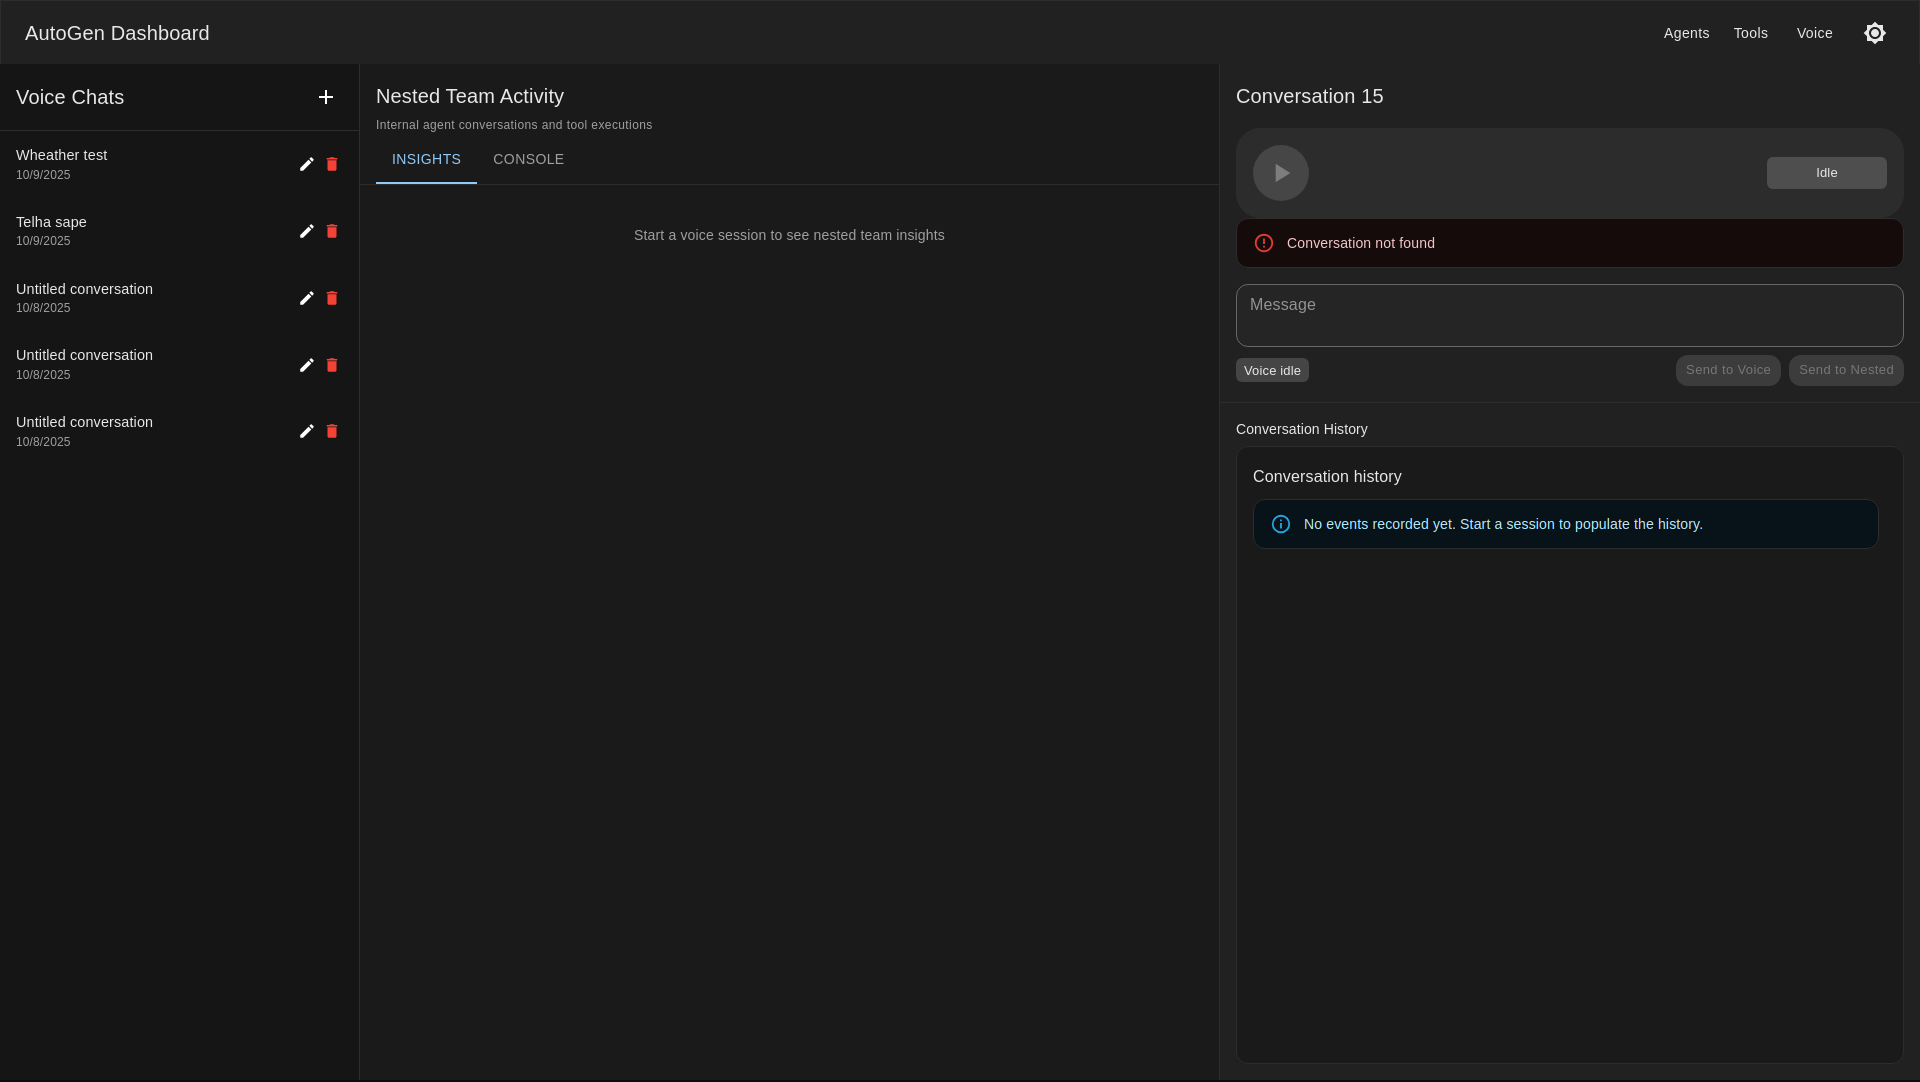 AutoGen Dashboard
Agents
Tools
Voice
Voice Chats
Wheather test
10/9/2025
Telha sape
10/9/2025
Untitled conversation
10/8/2025
Untitled conversation
10/8/2025
Untitled conversation
10/8/2025
Nested Team Activity
Internal agent conversations and tool executions
INSIGHTS
CONSOLE
Start a voice session to see nested team insights
Conversation 15
Idle
Conversation not found
Message
Voice idle
Send to Voice
Send to Nested
Conversation History
Conversation history
No events recorded yet. Start a session to populate the history.